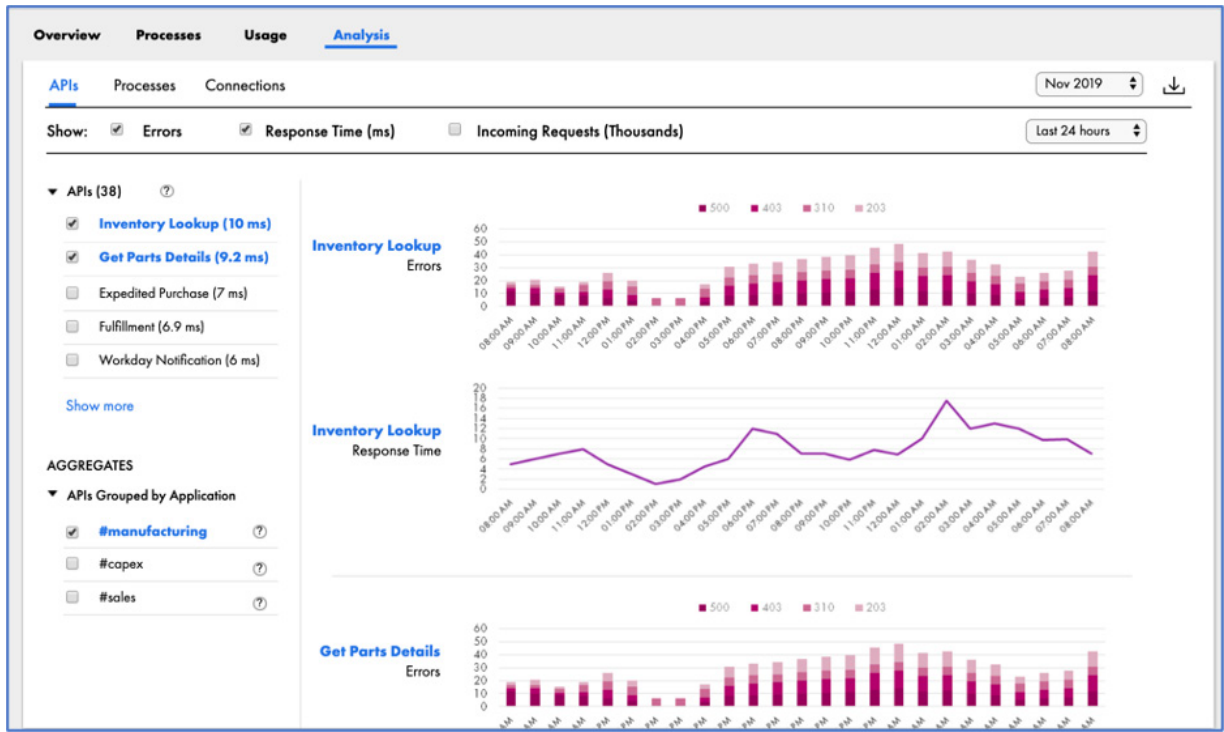 Overview Processes Usage Analysis
APIs Processes Connections Nov 2019
Show: Errors Response Time (ms) Incoming Requests (Thousands) Last 24 hours
APIs (38) ?
Inventory Lookup (10 ms)
Get Parts Details (9.2 ms)
Expedited Purchase (7 ms)
Fulfillment (6.9 ms)
Workday Notification (6 ms)
Show more
AGGREGATES
APIs Grouped by Application
#manufacturing ?
#capex ?
#sales ?
500 403 310 203
Inventory Lookup
Errors
60
50
40
30
20
10
0
08:00 AM 09:00 AM 10:00 AM 11:00 AM 12:00 PM 01:00 PM 02:00 PM 03:00 PM 04:00 PM 05:00 PM 06:00 PM 07:00 PM 08:00 PM 09:00 PM 10:00 PM 11:00 PM 12:00 AM 01:00 AM 02:00 AM 03:00 AM 04:00 AM 05:00 AM 06:00 AM 07:00 AM 08:00 AM
Inventory Lookup
Response Time
20
18
16
14
12
10
8
6
4
2
0
08:00 AM 09:00 AM 10:00 AM 11:00 AM 12:00 PM 01:00 PM 02:00 PM 03:00 PM 04:00 PM 05:00 PM 06:00 PM 07:00 PM 08:00 PM 09:00 PM 10:00 PM 11:00 PM 12:00 AM 01:00 AM 02:00 AM 03:00 AM 04:00 AM 05:00 AM 06:00 AM 07:00 AM 08:00 AM
500 403 310 203
Get Parts Details
Errors
60
50
40
30
20
10
0